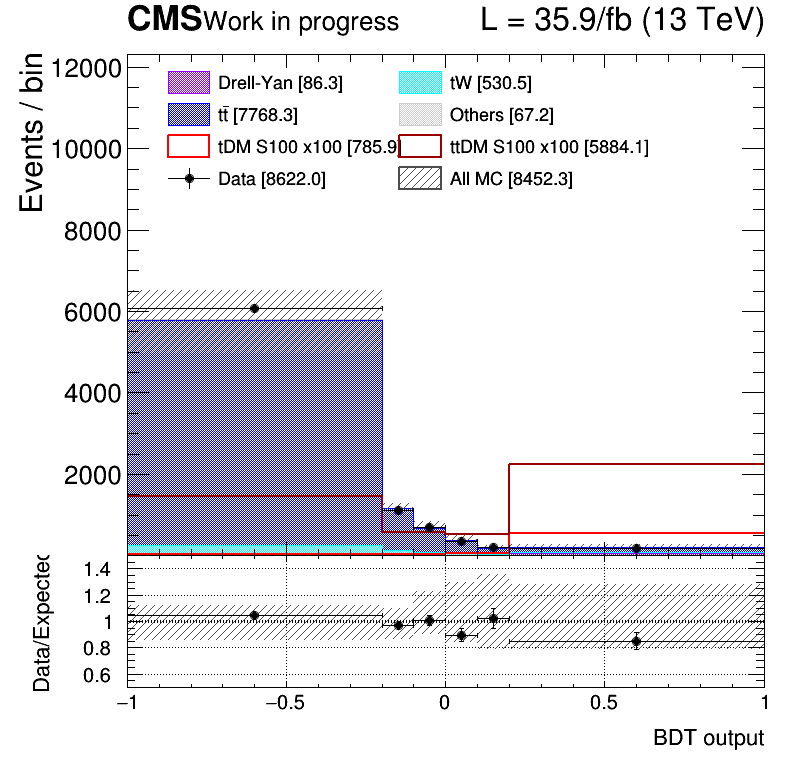 CMS Work in progress L = 35.9/fb (13 TeV)
Events / bin
12000
10000
8000
6000
4000
2000
Drell-Yan [86.3] tW [530.5]
tt̄ [7768.3] Others [67.2]
tDM S100 x100 [785.9] ttDM S100 x100 [5884.1]
Data [8622.0] All MC [8452.3]
Data/Expected
1.4
1.2
1
0.8
0.6
−1 −0.5 0 0.5 1
BDT output